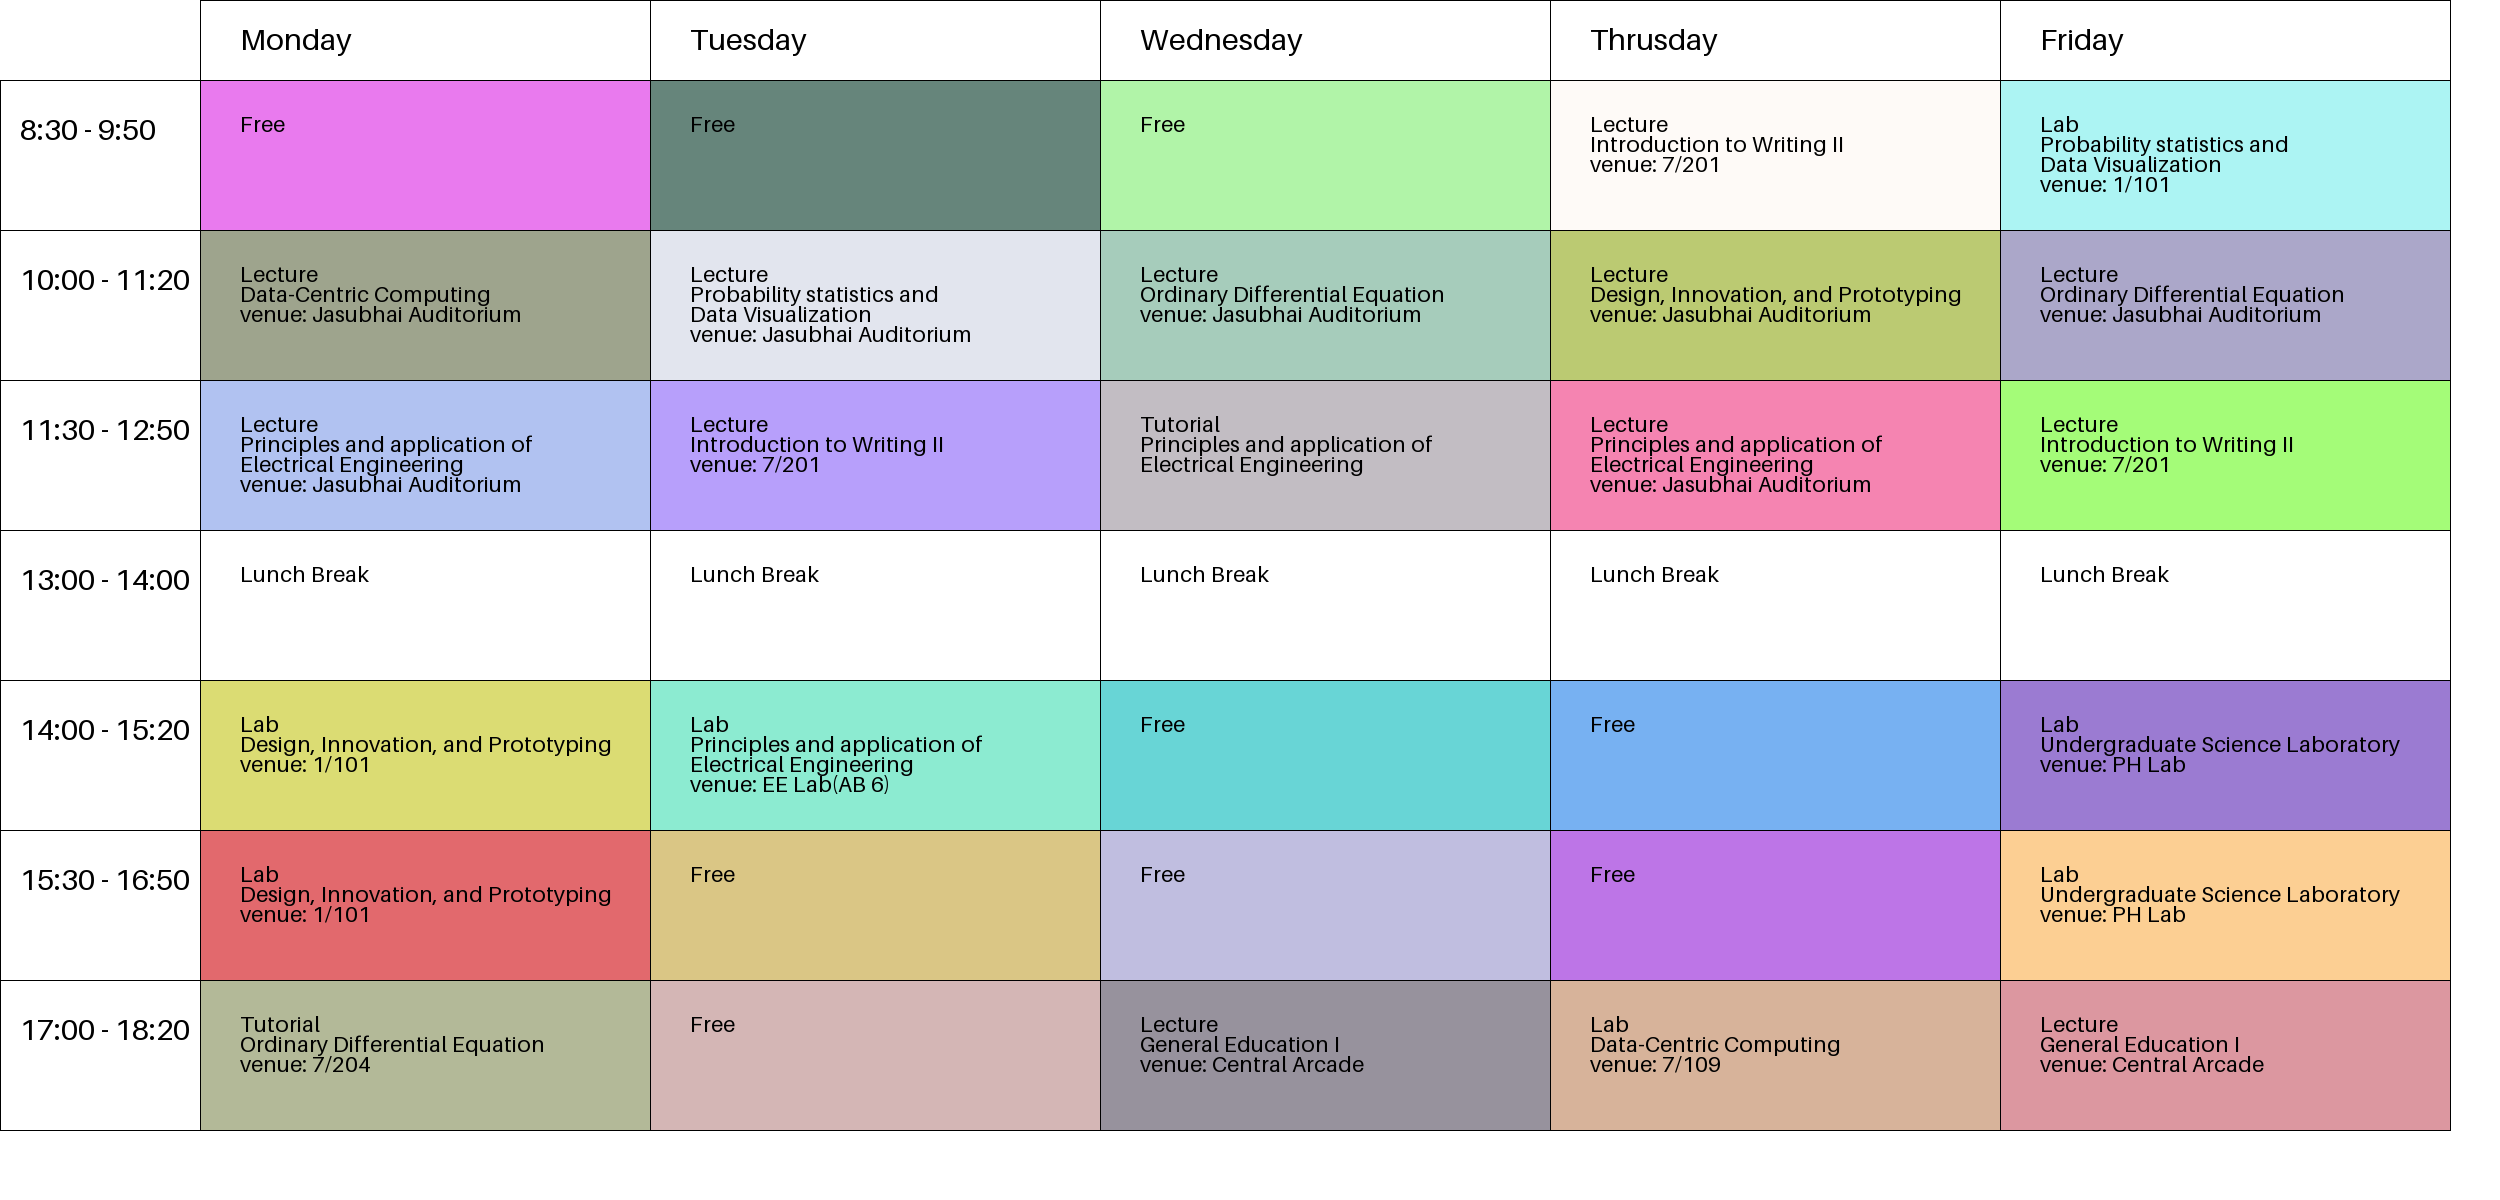 Monday
Tuesday
Wednesday
Thrusday
Friday
8:30 - 9:50
Free
Free
Free
Lecture
Introduction to Writing II
venue: 7/201
Lab
Probability statistics and
Data Visualization
venue: 1/101
10:00 - 11:20
Lecture
Data-Centric Computing
venue: Jasubhai Auditorium
Lecture
Probability statistics and
Data Visualization
venue: Jasubhai Auditorium
Lecture
Ordinary Differential Equation
venue: Jasubhai Auditorium
Lecture
Design, Innovation, and Prototyping
venue: Jasubhai Auditorium
Lecture
Ordinary Differential Equation
venue: Jasubhai Auditorium
11:30 - 12:50
Lecture
Principles and application of
Electrical Engineering
venue: Jasubhai Auditorium
Lecture
Introduction to Writing II
venue: 7/201
Tutorial
Principles and application of
Electrical Engineering
Lecture
Principles and application of
Electrical Engineering
venue: Jasubhai Auditorium
Lecture
Introduction to Writing II
venue: 7/201
13:00 - 14:00
Lunch Break
Lunch Break
Lunch Break
Lunch Break
Lunch Break
14:00 - 15:20
Lab
Design, Innovation, and Prototyping
venue: 1/101
Lab
Principles and application of
Electrical Engineering
venue: EE Lab(AB 6)
Free
Free
Lab
Undergraduate Science Laboratory
venue: PH Lab
15:30 - 16:50
Lab
Design, Innovation, and Prototyping
venue: 1/101
Free
Free
Free
Lab
Undergraduate Science Laboratory
venue: PH Lab
17:00 - 18:20
Tutorial
Ordinary Differential Equation
venue: 7/204
Free
Lecture
General Education I
venue: Central Arcade
Lab
Data-Centric Computing
venue: 7/109
Lecture
General Education I
venue: Central Arcade